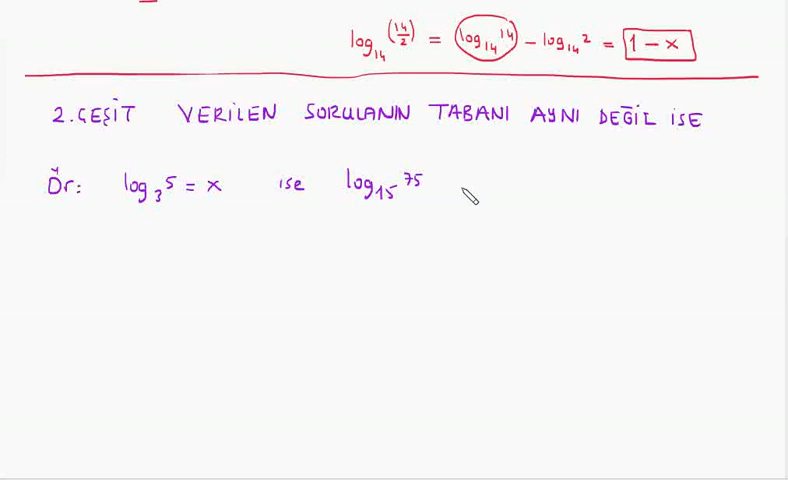 log₁₄(14/2) = log₁₄14 - log₁₄2 = 1 - x
2. ÇEŞİT VERİLEN SORULANIN TABANI AYNI DEĞİL İSE
Ör: log₃5 = x ise log₁₅75